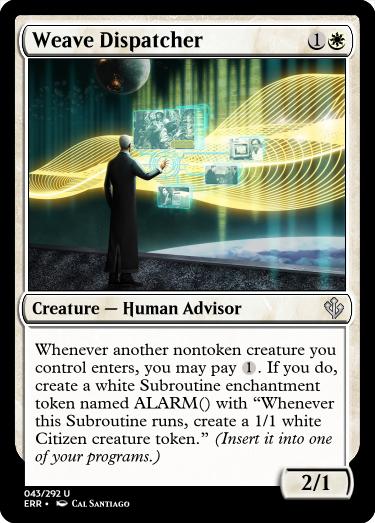 Weave Dispatcher 1
Creature — Human Advisor
Whenever another nontoken creature you
control enters, you may pay 1. If you do,
create a white Subroutine enchantment
token named ALARM() with “Whenever
this Subroutine runs, create a 1/1 white
Citizen creature token.” (Insert it into one
of your programs.)
2/1
043/292 U
ERR • Cal Santiago